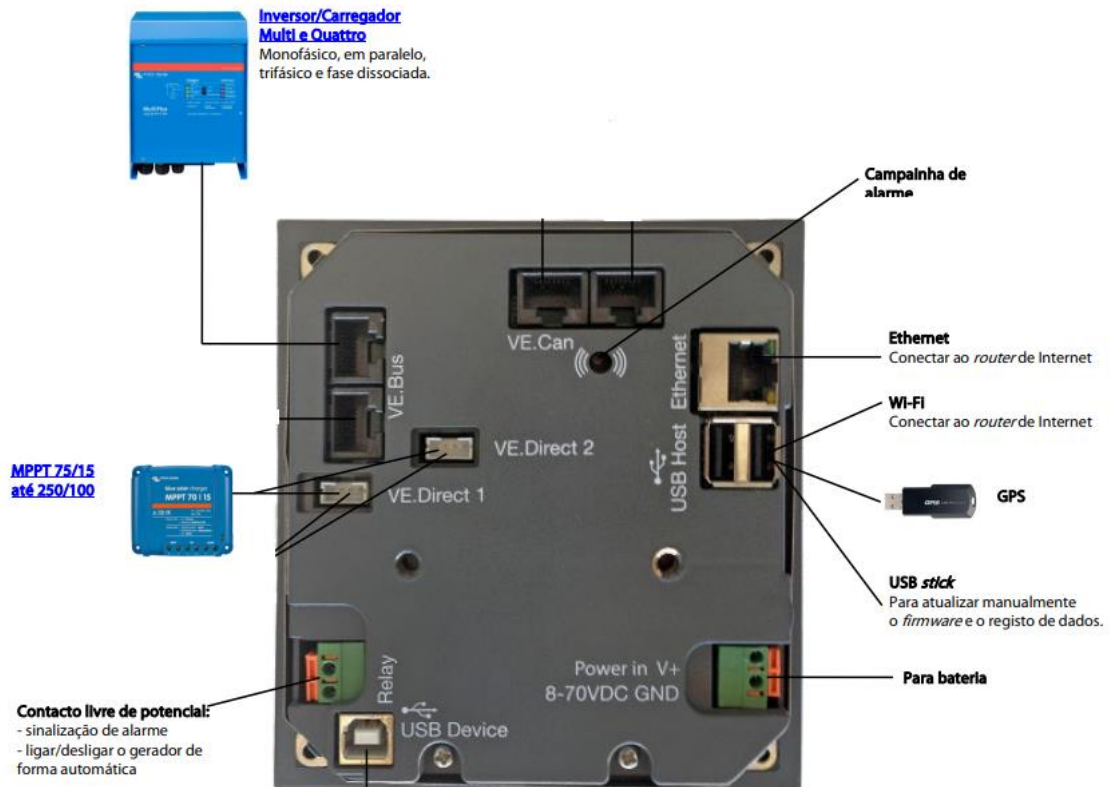 Inversor/Carregador
Multi e Quattro
Monofásico, em paralelo,
trifásico e fase dissociada.
Campainha de
alarme
VE.Can
Ethernet
Ethernet
Conectar ao router de Internet
VE.Bus
Wi-Fi
Conectar ao router de Internet
USB Host
VE.Direct 2
MPPT 75/15
até 250/100
blue solar charger
MPPT 70 | 15
VE.Direct 1
GPS
USB stick
Para atualizar manualmente
o firmware e o registo de dados.
Power in V+
8-70VDC GND
Para bateria
Relay
Contacto livre de potencial:
- sinalização de alarme
- ligar/desligar o gerador de
forma automática
USB Device